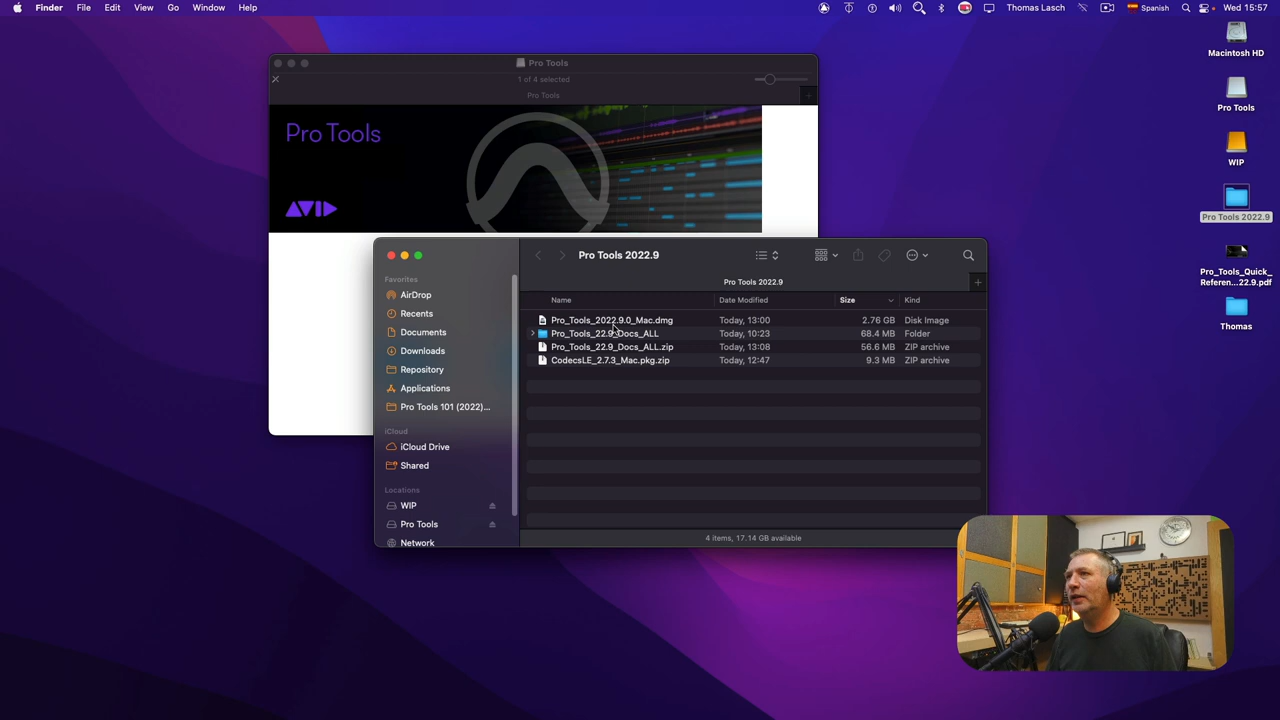 Finder File Edit View Go Window Help
Thomas Lasch Spanish Wed 15:57
Macintosh HD
Pro Tools
WIP
Pro Tools 2022.9
Pro_Tools_Quick_
Referen...22.9.pdf
Thomas
Pro Tools
1 of 4 selected
Pro Tools
Pro Tools
AVID
Pro Tools 2022.9
Pro Tools 2022.9
Favorites
AirDrop
Recents
Documents
Downloads
Repository
Applications
Pro Tools 101 (2022)...
iCloud
iCloud Drive
Shared
Locations
WIP
Pro Tools
Network
Name Date Modified Size Kind
Pro_Tools_2022.9.0_Mac.dmg Today, 13:00 2.76 GB Disk Image
Pro_Tools_22.9_Docs_ALL Today, 10:23 68.4 MB Folder
Pro_Tools_22.9_Docs_ALL.zip Today, 13:08 56.6 MB ZIP archive
CodecsLE_2.7.3_Mac.pkg.zip Today, 12:47 9.3 MB ZIP archive
4 items, 17.14 GB available